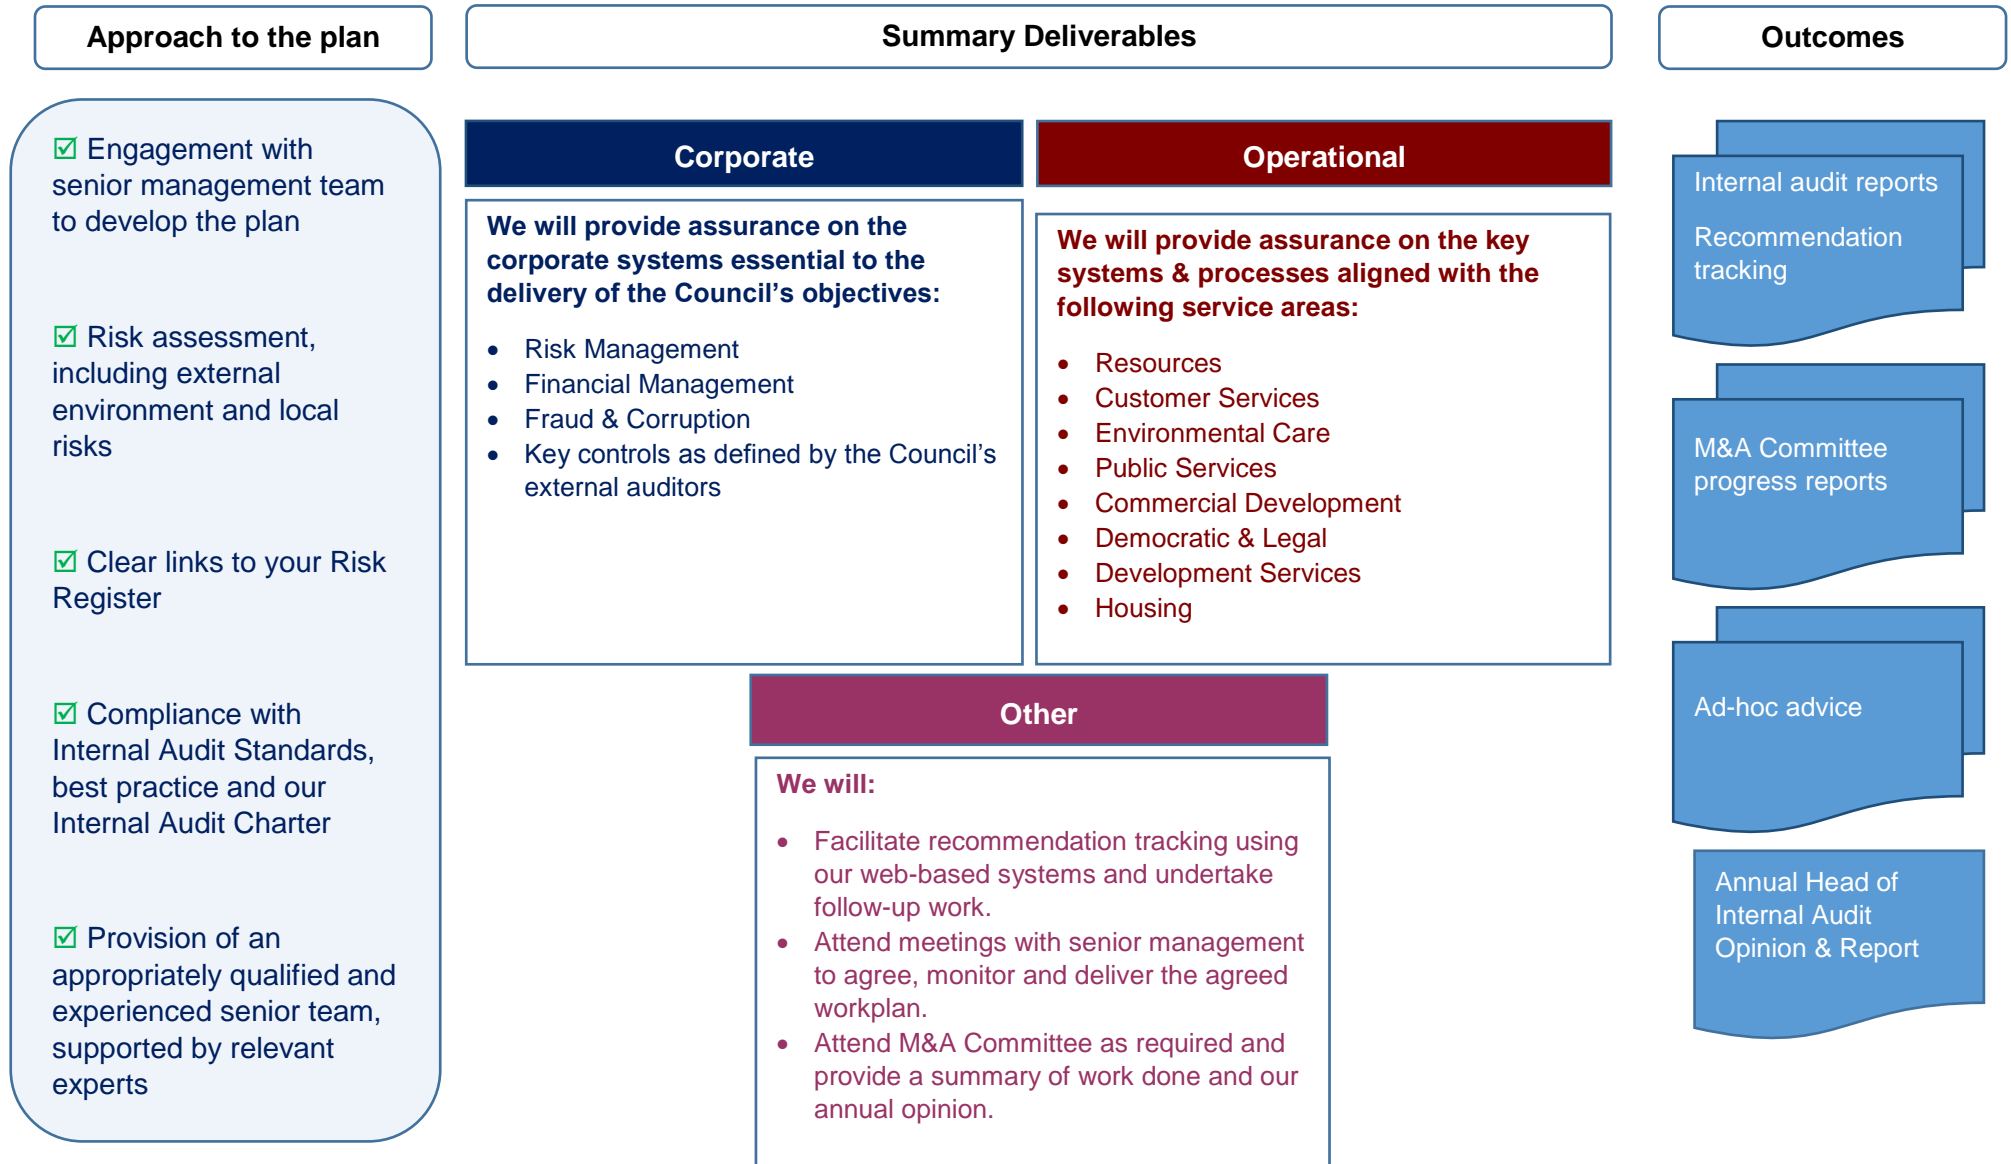 Approach to the plan
Summary Deliverables
Outcomes
☑ Engagement with
senior management team
to develop the plan
☑ Risk assessment,
including external
environment and local
risks
☑ Clear links to your Risk
Register
☑ Compliance with
Internal Audit Standards,
best practice and our
Internal Audit Charter
☑ Provision of an
appropriately qualified and
experienced senior team,
supported by relevant
experts
Corporate
We will provide assurance on the
corporate systems essential to the
delivery of the Council’s objectives:
• Risk Management
• Financial Management
• Fraud & Corruption
• Key controls as defined by the Council’s
external auditors
Operational
We will provide assurance on the key
systems & processes aligned with the
following service areas:
• Resources
• Customer Services
• Environmental Care
• Public Services
• Commercial Development
• Democratic & Legal
• Development Services
• Housing
Other
We will:
• Facilitate recommendation tracking using
our web-based systems and undertake
follow-up work.
• Attend meetings with senior management
to agree, monitor and deliver the agreed
workplan.
• Attend M&A Committee as required and
provide a summary of work done and our
annual opinion.
Internal audit reports
Recommendation
tracking
M&A Committee
progress reports
Ad-hoc advice
Annual Head of
Internal Audit
Opinion & Report